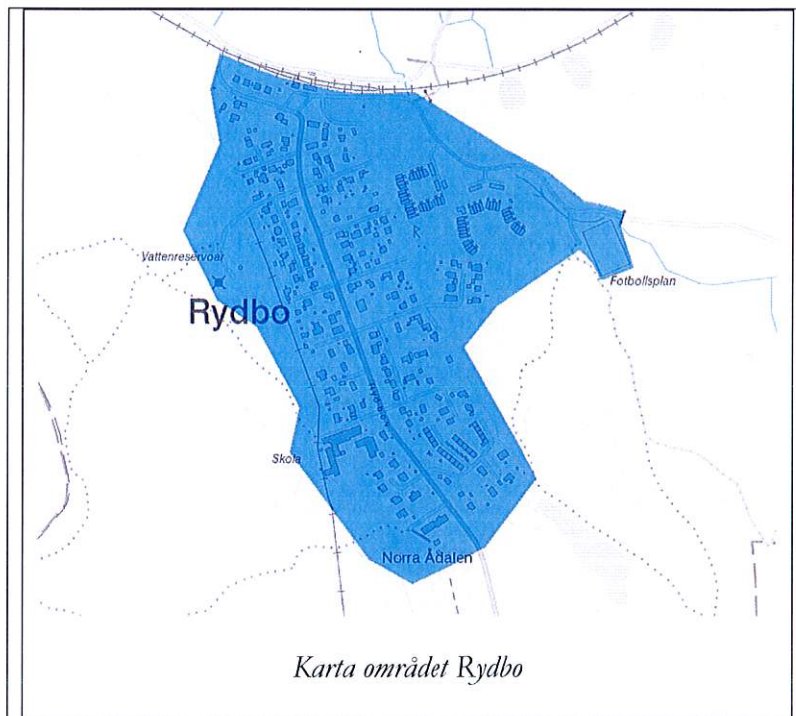 Vattenreservoar
Rydbo
Fotbollsplan
Skola
Norra Ådalen
Karta området Rydbo